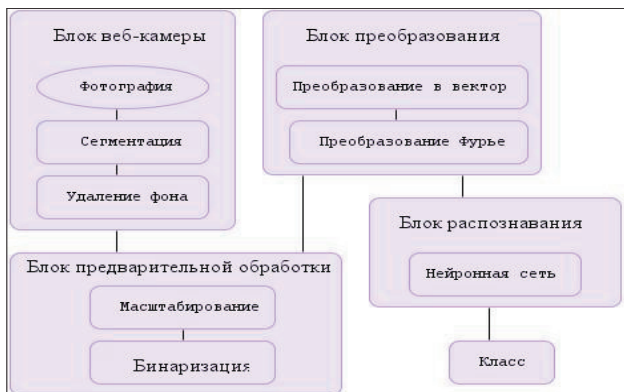 Блок веб-камеры
Фотография
Сегментация
Удаление фона
Блок предварительной обработки
Масштабирование
Бинаризация
Блок преобразования
Преобразование в вектор
Преобразование Фурье
Блок распознавания
Нейронная сеть
Класс